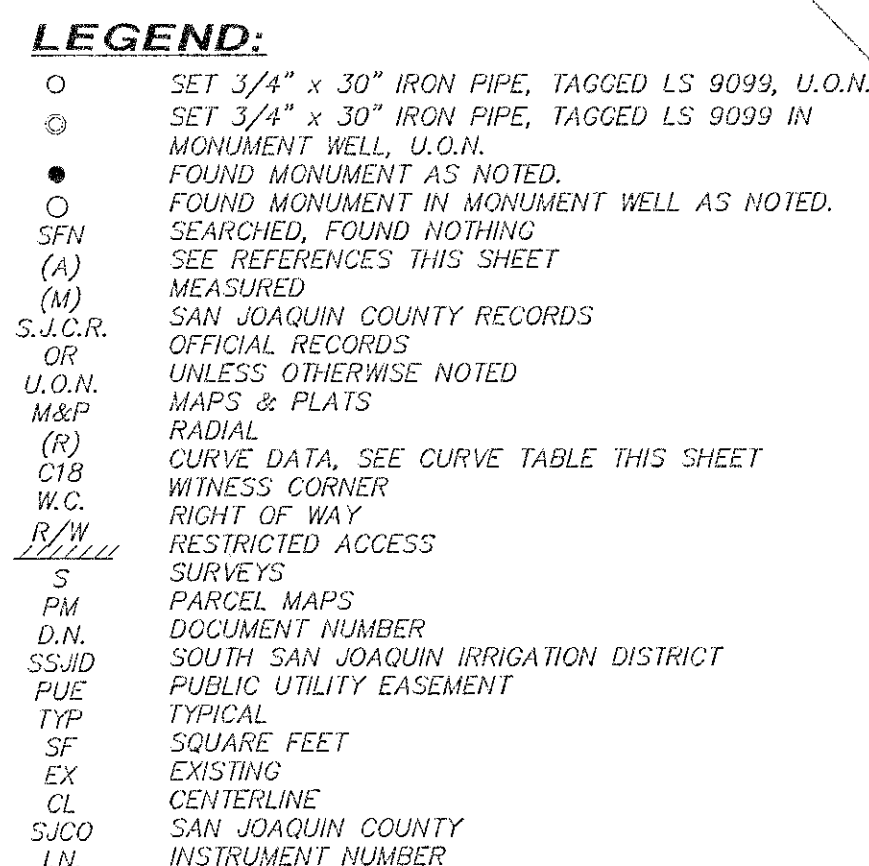 LEGEND:
SET 3/4" x 30" IRON PIPE, TAGGED LS 9099, U.O.N.
SET 3/4" x 30" IRON PIPE, TAGGED LS 9099 IN
MONUMENT WELL, U.O.N.
FOUND MONUMENT AS NOTED.
FOUND MONUMENT IN MONUMENT WELL AS NOTED.
SFN SEARCHED, FOUND NOTHING
(A) SEE REFERENCES THIS SHEET
(M) MEASURED
S.J.C.R. SAN JOAQUIN COUNTY RECORDS
OR OFFICIAL RECORDS
U.O.N. UNLESS OTHERWISE NOTED
M&P MAPS & PLATS
(R) RADIAL
C18 CURVE DATA, SEE CURVE TABLE THIS SHEET
W.C. WITNESS CORNER
R/W RIGHT OF WAY
RESTRICTED ACCESS
S SURVEYS
PM PARCEL MAPS
D.N. DOCUMENT NUMBER
SSJID SOUTH SAN JOAQUIN IRRIGATION DISTRICT
PUE PUBLIC UTILITY EASEMENT
TYP TYPICAL
SF SQUARE FEET
EX EXISTING
CL CENTERLINE
SJCO SAN JOAQUIN COUNTY
I.N. INSTRUMENT NUMBER